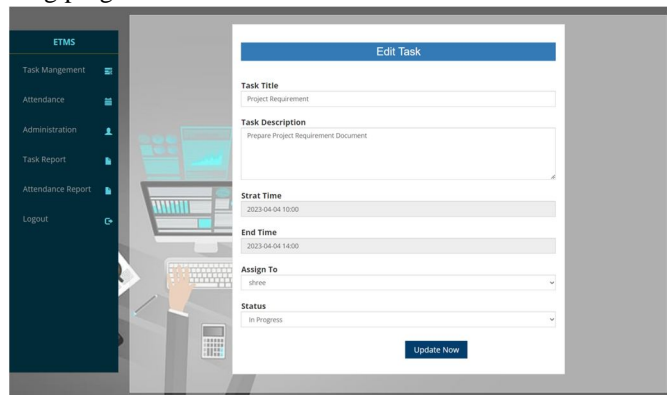 ETMS
Task Mangement
Attendance
Administration
Task Report
Attendance Report
Logout
Edit Task
Task Title
Project Requirement
Task Description
Prepare Project Requirement Document
Strat Time
2023-04-04 10:00
End Time
2023-04-04 14:00
Assign To
shree
Status
In Progress
Update Now